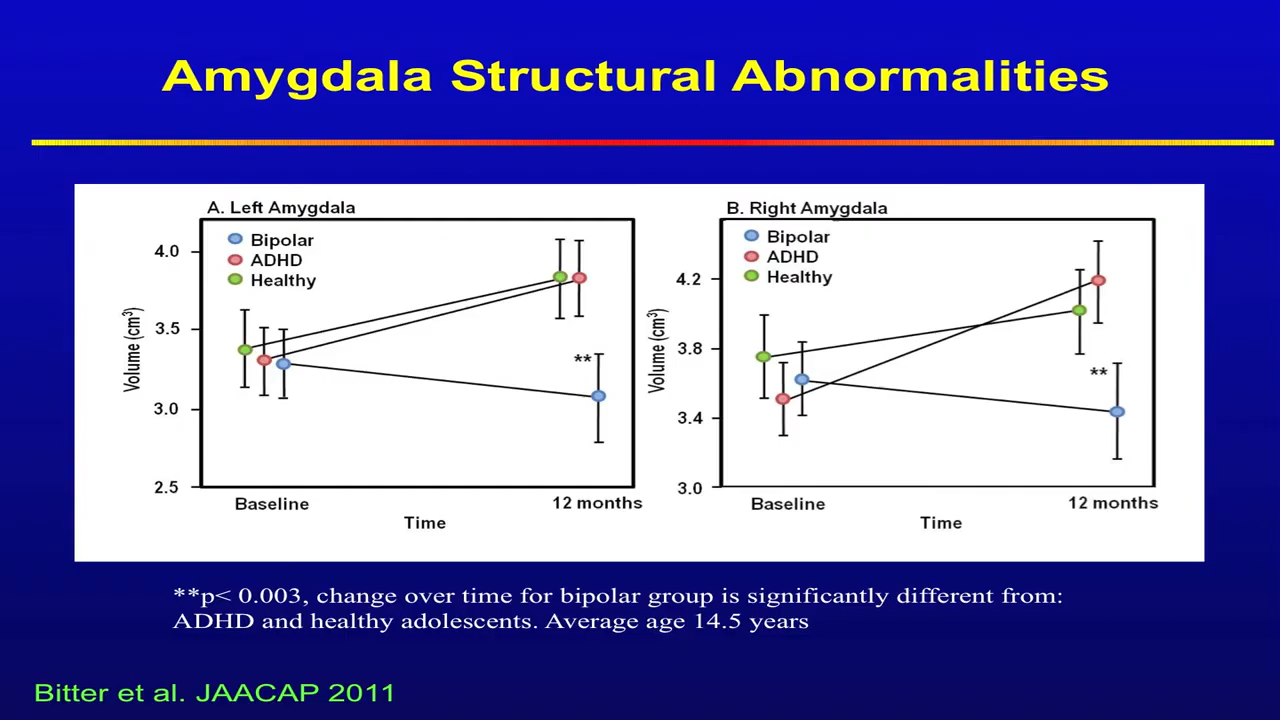 Amygdala Structural Abnormalities
A. Left Amygdala
Bipolar
ADHD
Healthy
4.0
3.5
3.0
2.5
Volume (cm³)
**
Baseline
12 months
Time
B. Right Amygdala
Bipolar
ADHD
Healthy
4.2
3.8
3.4
3.0
Volume (cm³)
**
Baseline
12 months
Time
**p< 0.003, change over time for bipolar group is significantly different from:
ADHD and healthy adolescents. Average age 14.5 years
Bitter et al. JAACAP 2011